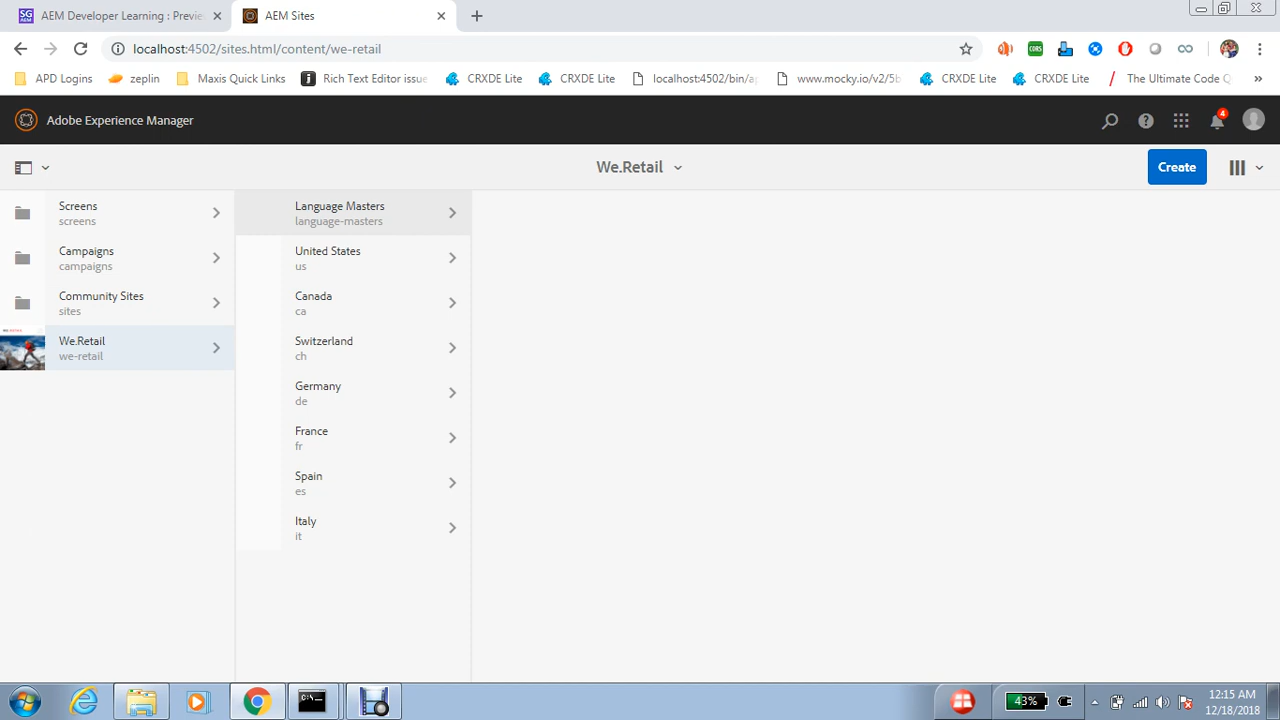 AEM Developer Learning : Previe
AEM Sites
localhost:4502/sites.html/content/we-retail
APD Logins
zeplin
Maxis Quick Links
Rich Text Editor issue
CRXDE Lite
CRXDE Lite
localhost:4502/bin/a
www.mocky.io/v2/5b
CRXDE Lite
CRXDE Lite
The Ultimate Code Q
Adobe Experience Manager
4
We.Retail
Create
Screens
screens
Campaigns
campaigns
Community Sites
sites
We.Retail
we-retail
Language Masters
language-masters
United States
us
Canada
ca
Switzerland
ch
Germany
de
France
fr
Spain
es
Italy
it
43%
12:15 AM
12/18/2018